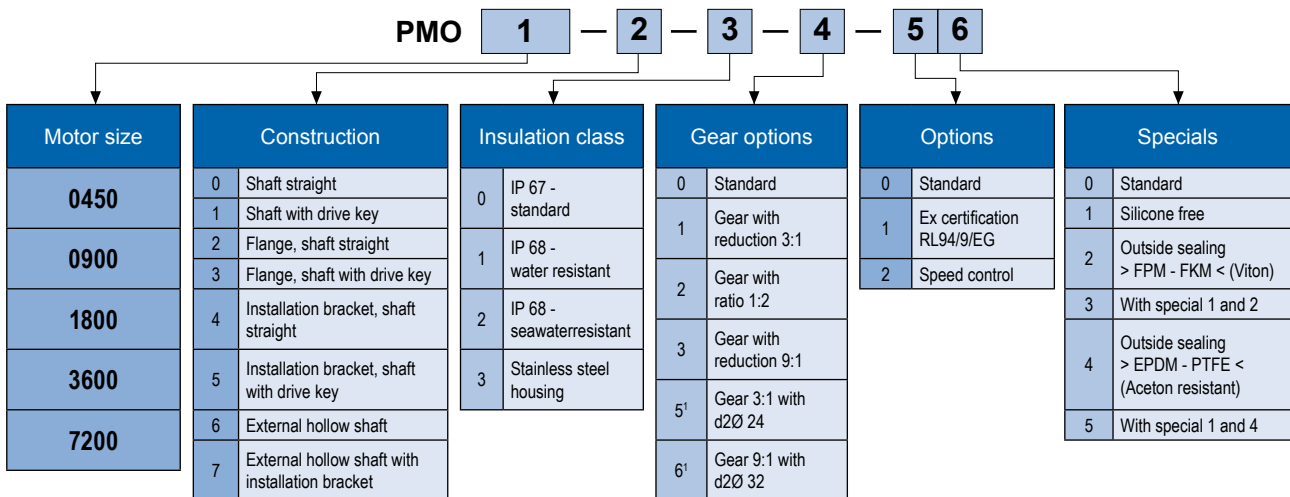 PMO 1 — 2 — 3 — 4 — 5 6
Motor size
0450
0900
1800
3600
7200
Construction
0 Shaft straight
1 Shaft with drive key
2 Flange, shaft straight
3 Flange, shaft with drive key
4 Installation bracket, shaft
straight
5 Installation bracket, shaft
with drive key
6 External hollow shaft
7 External hollow shaft with
installation bracket
Insulation class
0 IP 67 -
standard
1 IP 68 -
water resistant
2 IP 68 -
seawaterresistant
3 Stainless steel
housing
Gear options
0 Standard
1 Gear with
reduction 3:1
2 Gear with
ratio 1:2
3 Gear with
reduction 9:1
5¹ Gear 3:1 with
d2Ø 24
6¹ Gear 9:1 with
d2Ø 32
Options
0 Standard
1 Ex certification
RL94/9/EG
2 Speed control
Specials
0 Standard
1 Silicone free
2 Outside sealing
> FPM - FKM < (Viton)
3 With special 1 and 2
4 Outside sealing
> EPDM - PTFE <
(Aceton resistant)
5 With special 1 and 4